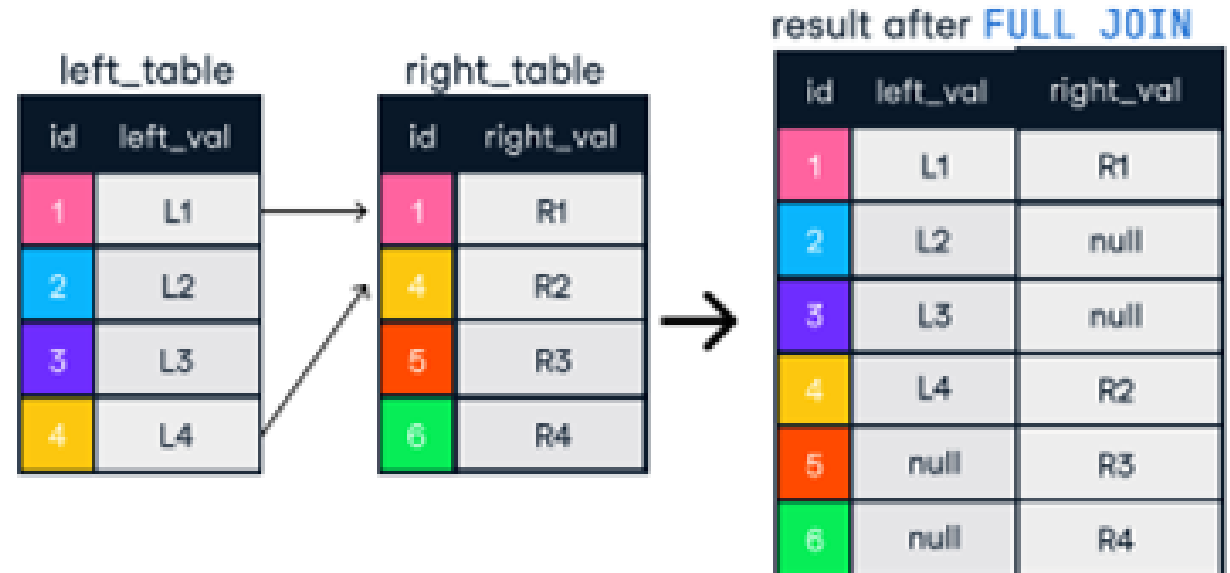 left_table
id left_val
1 L1
2 L2
3 L3
4 L4
right_table
id right_val
1 R1
4 R2
5 R3
6 R4
result after FULL JOIN
id left_val right_val
1 L1 R1
2 L2 null
3 L3 null
4 L4 R2
5 null R3
6 null R4